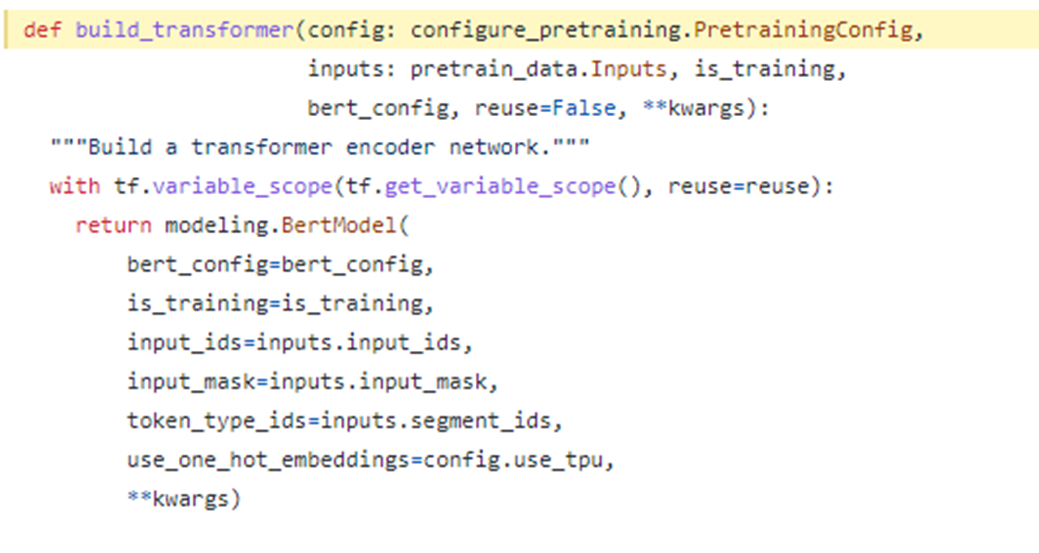 def build_transformer(config: configure_pretraining.PretrainingConfig,
                      inputs: pretrain_data.Inputs, is_training,
                      bert_config, reuse=False, **kwargs):
  """Build a transformer encoder network."""
  with tf.variable_scope(tf.get_variable_scope(), reuse=reuse):
    return modeling.BertModel(
        bert_config=bert_config,
        is_training=is_training,
        input_ids=inputs.input_ids,
        input_mask=inputs.input_mask,
        token_type_ids=inputs.segment_ids,
        use_one_hot_embeddings=config.use_tpu,
        **kwargs)